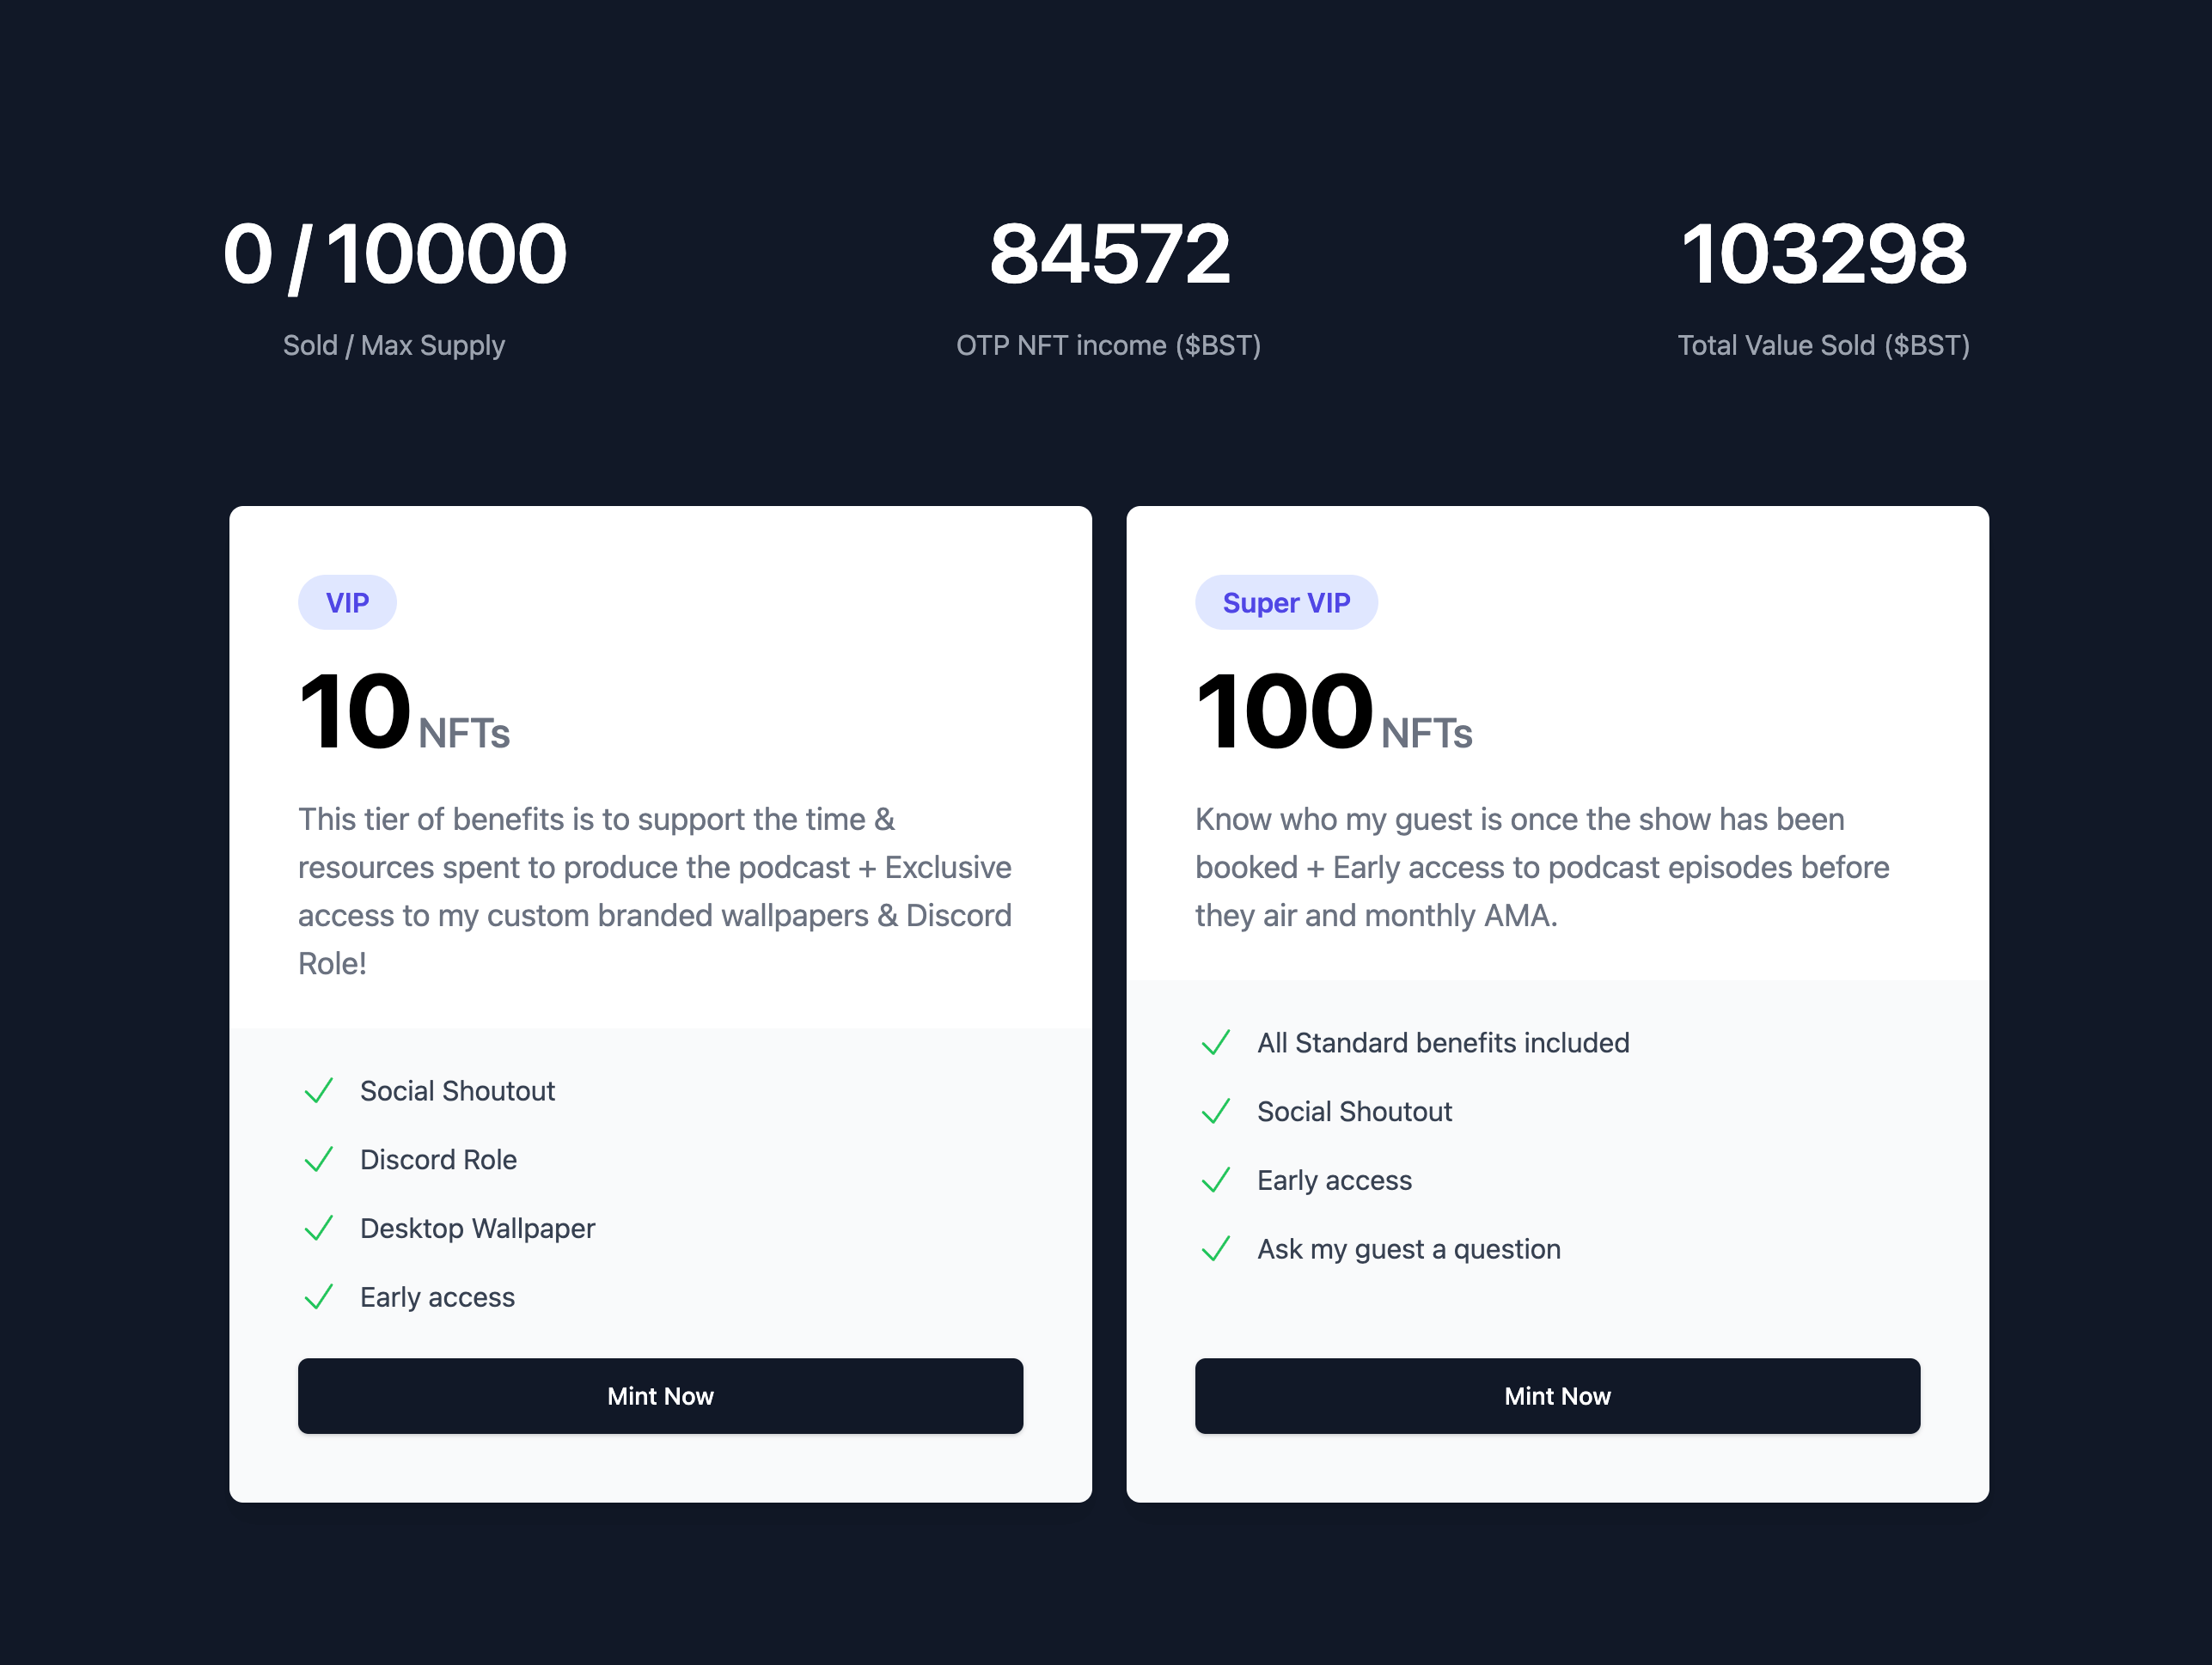 0 / 10000
Sold / Max Supply
84572
OTP NFT income ($BST)
103298
Total Value Sold ($BST)
VIP
10 NFTs
This tier of benefits is to support the time &
resources spent to produce the podcast + Exclusive
access to my custom branded wallpapers & Discord
Role!
Social Shoutout
Discord Role
Desktop Wallpaper
Early access
Mint Now
Super VIP
100 NFTs
Know who my guest is once the show has been
booked + Early access to podcast episodes before
they air and monthly AMA.
All Standard benefits included
Social Shoutout
Early access
Ask my guest a question
Mint Now